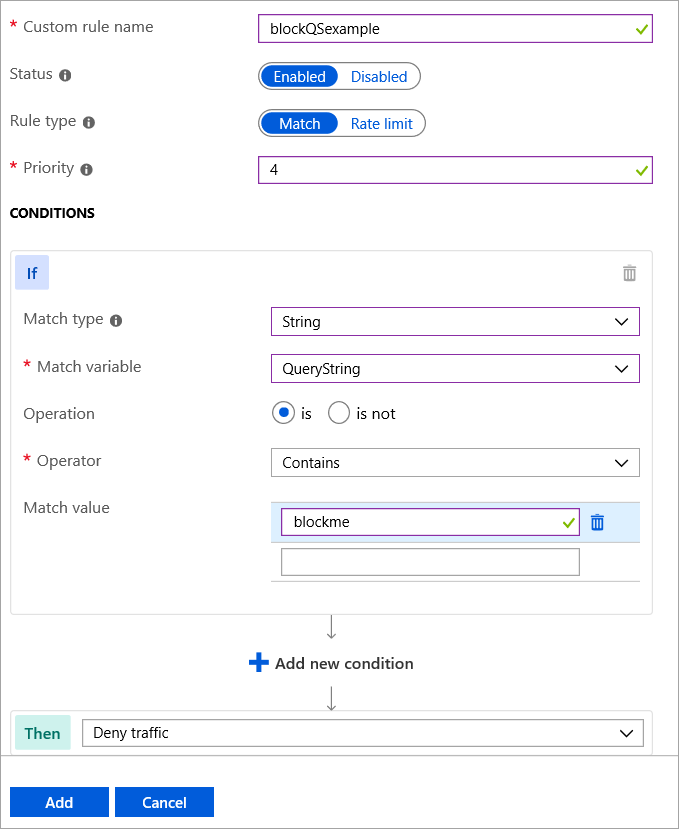 * Custom rule name blockQSexample
Status Enabled Disabled
Rule type Match Rate limit
* Priority 4
CONDITIONS
If
Match type String
* Match variable QueryString
Operation is is not
* Operator Contains
Match value
blockme
Add new condition
Then Deny traffic
Add Cancel